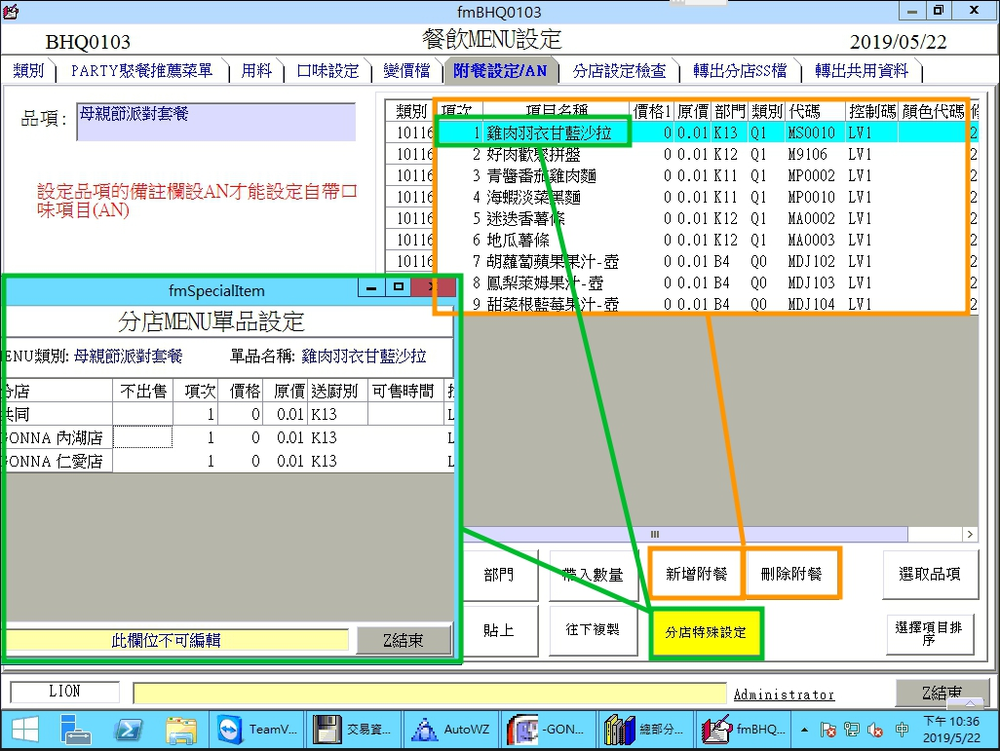 fmBHQ0103
BHQ0103 餐飲MENU設定 2019/05/22
類別 PARTY聚餐推薦菜單 用料 口味設定 變價檔 附餐設定/AN 分店設定檢查 轉出分店SS檔 轉出共用資料
品項: 母親節派對套餐
設定品項的備註欄設AN才能設定自帶口
味項目(AN)
類別 項次 項目名稱 價格1 原價 部門 類別 代碼 控制碼 顏色代碼
10116 1 雞肉羽衣甘藍沙拉 0 0.01 K13 Q1 MS0010 LV1
10116 2 好肉歡聚拼盤 0 0.01 K12 Q1 M9106 LV1 2
10116 3 青醬番茄雞肉麵 0 0.01 K11 Q1 MP0002 LV1 2
10116 4 海蝦淡菜黑麵 0 0.01 K11 Q1 MP0010 LV1 2
10116 5 迷迭香薯條 0 0.01 K12 Q1 MA0002 LV1 2
10116 6 地瓜薯條 0 0.01 K12 Q1 MA0003 LV1 2
10116 7 胡蘿蔔蘋果果汁-壺 0 0.01 B4 Q0 MDJ102 LV1 2
8 鳳梨萊姆果汁-壺 0 0.01 B4 Q0 MDJ103 LV1 2
9 甜菜根藍莓果汁-壺 0 0.01 B4 Q0 MDJ104 LV1 2
fmSpecialItem
分店MENU單品設定
ENU類別: 母親節派對套餐 單品名稱: 雞肉羽衣甘藍沙拉
分店 不出售 項次 價格 原價 送廚別 可售時間
共同 1 0 0.01 K13 L
GONNA 內湖店 1 0 0.01 K13 L
GONNA 仁愛店 1 0 0.01 K13 L
此欄位不可編輯 Z結束
部門 帶入數量 新增附餐 刪除附餐 選取品項
貼上 往下複製 分店特殊設定 選擇項目排
序
LION Administrator Z結束
TeamV... 交易資... AutoWZ -GON... 總部分... fmBHQ... 中 下午 10:36
2019/5/22